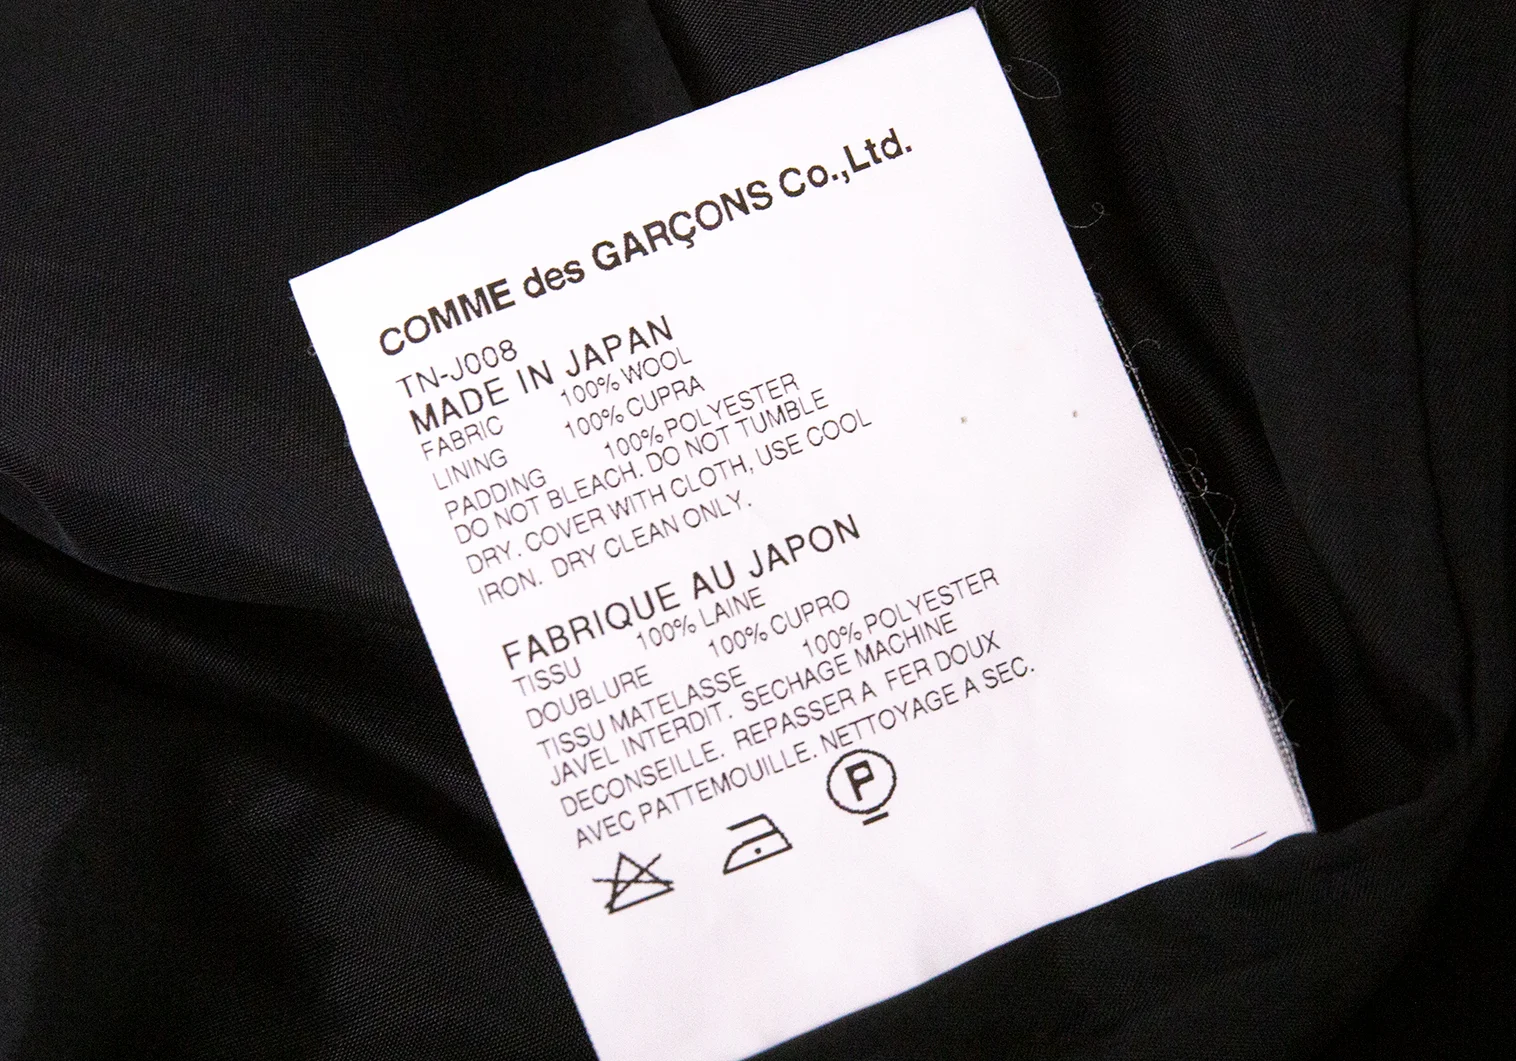 COMME des GARÇONS Co.,Ltd.
TN-J008
MADE IN JAPAN
FABRIC 100% WOOL
LINING 100% CUPRA
PADDING 100% POLYESTER
DO NOT BLEACH. DO NOT TUMBLE
DRY. COVER WITH CLOTH, USE COOL
IRON. DRY CLEAN ONLY.
FABRIQUE AU JAPON
TISSU 100% LAINE
DOUBLURE 100% CUPRO
TISSU MATELASSE 100% POLYESTER
JAVEL INTERDIT. SECHAGE MACHINE
DECONSEILLE. REPASSER A FER DOUX
AVEC PATTEMOUILLE. NETTOYAGE A SEC.
P